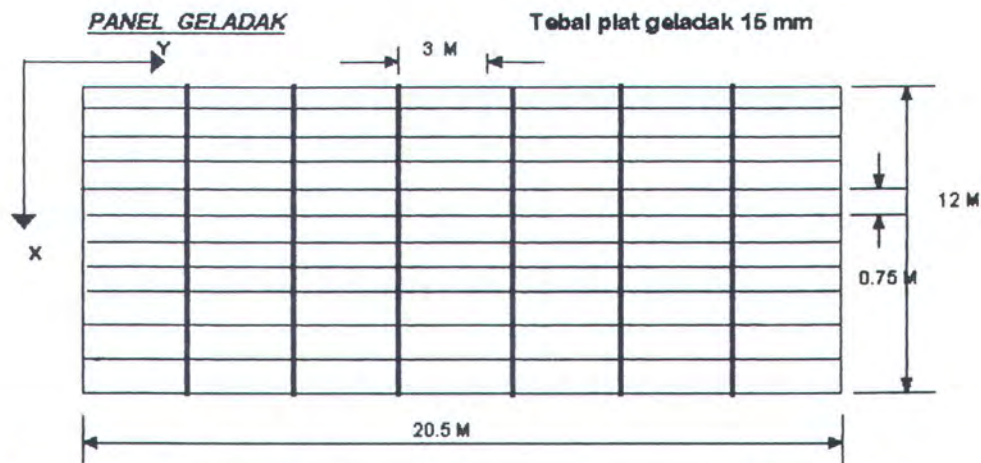 PANEL GELADAK
Tebal plat geladak 15 mm
Y
3 M
X
12 M
0.75 M
20.5 M